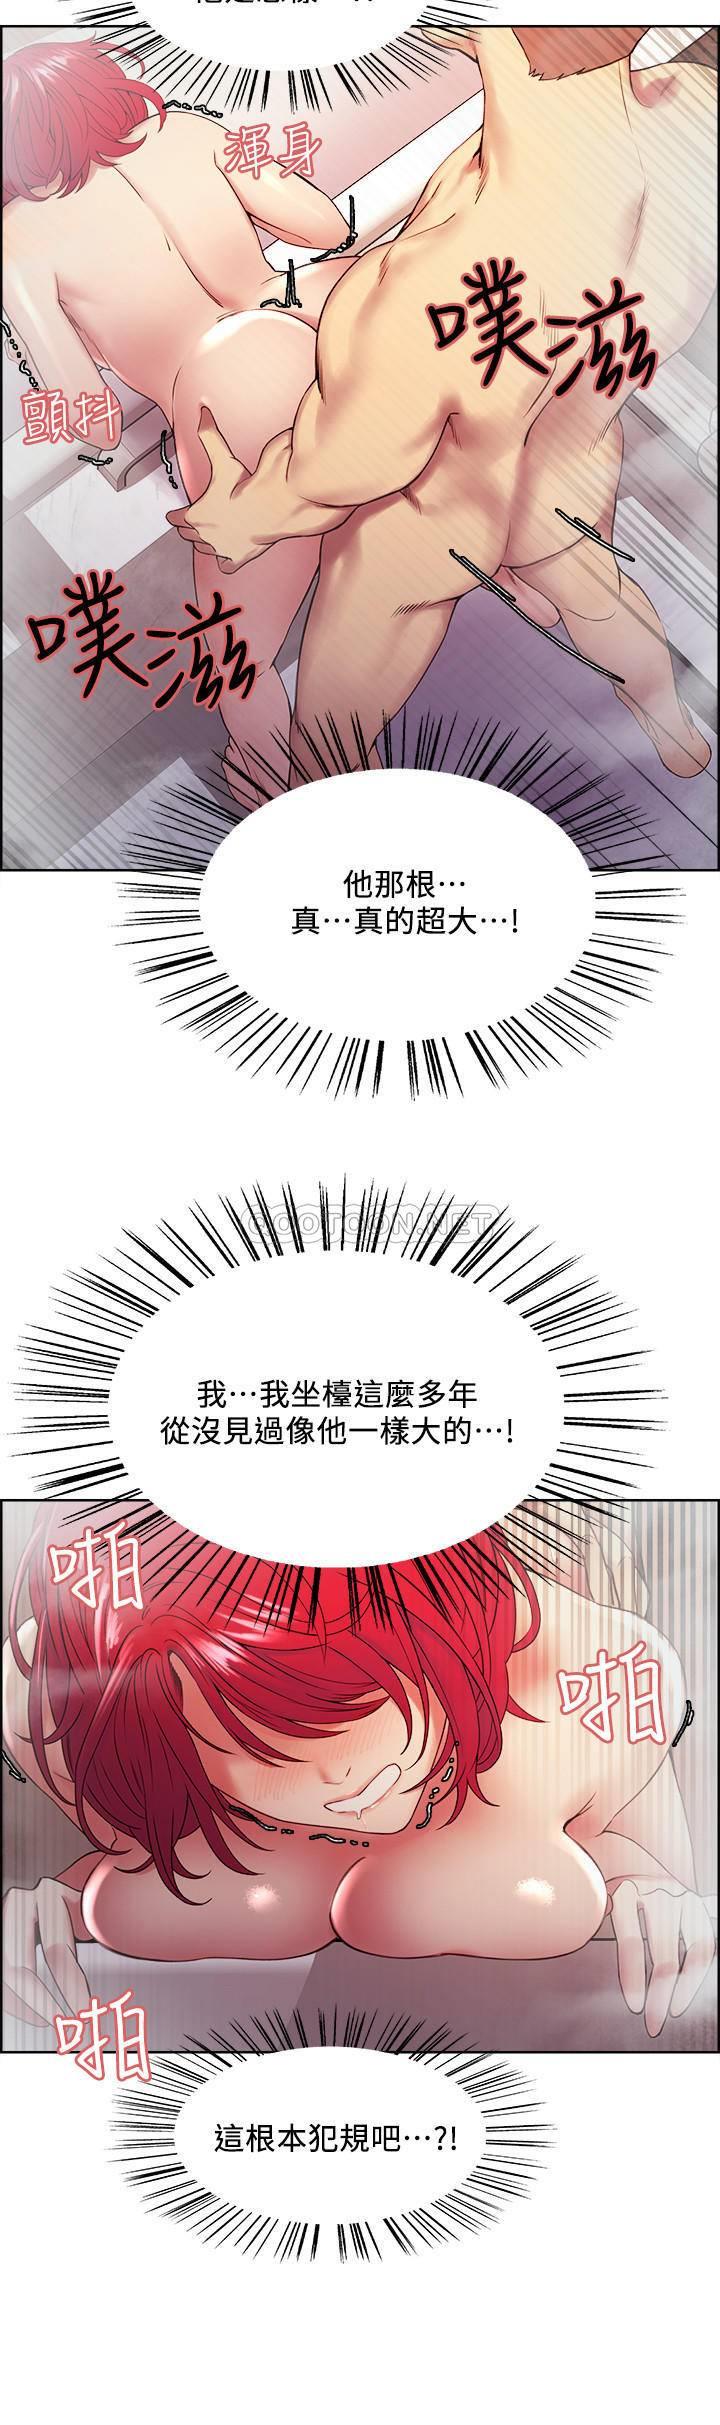 渾身
噗滋
顫抖
噗滋
他那根⋯
真⋯真的超大⋯!
QOOTOON.NET
我⋯我坐檯這麼多年
從沒見過像他一樣大的⋯!
啪
啪
啪
這根本犯規吧⋯?!